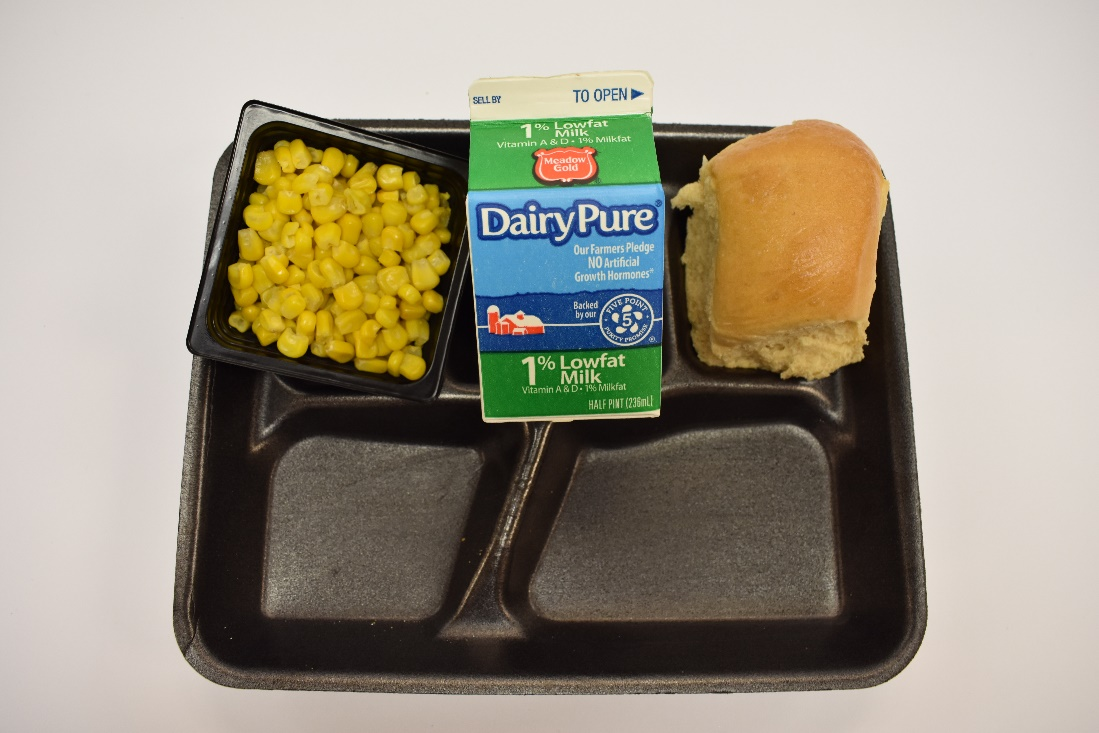 SELL BY
TO OPEN
1% Lowfat
Milk
Vitamin A & D • 1% Milkfat
Meadow
Gold
DairyPure®
Our Farmers Pledge
NO Artificial
Growth Hormones*
Backed
by our
FIVE POINT
5
PURITY PROMISE
®
1% Lowfat
Milk
Vitamin A & D • 1% Milkfat
HALF PINT (236mL)